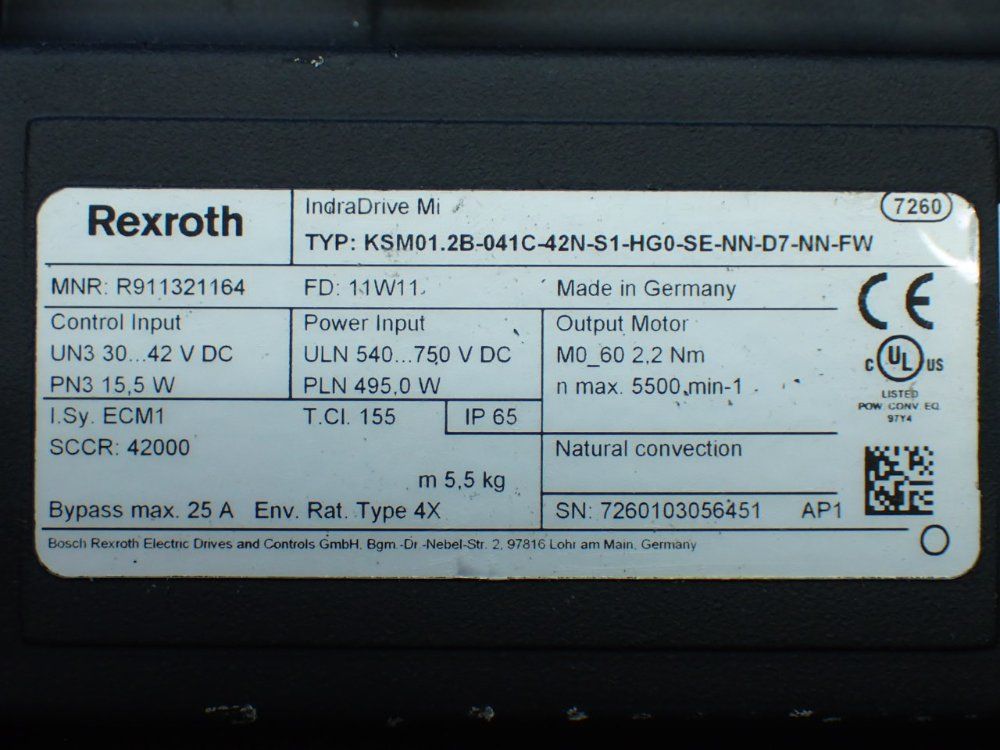 Rexroth
IndraDrive Mi
7260
TYP: KSM01.2B-041C-42N-S1-HG0-SE-NN-D7-NN-FW
MNR: R911321164
FD: 11W11
Made in Germany
CE
Control Input
UN3 30...42 V DC
PN3 15,5 W
Power Input
ULN 540...750 V DC
PLN 495,0 W
Output Motor
M0_60 2,2 Nm
n max. 5500 min-1
c UL US
LISTED
POW. CONV. EQ.
97Y4
I.Sy. ECM1
T.Cl. 155
IP 65
SCCR: 42000
m 5,5 kg
Natural convection
Bypass max. 25 A Env. Rat. Type 4X
SN: 7260103056451
AP1
Bosch Rexroth Electric Drives and Controls GmbH, Bgm.-Dr.-Nebel-Str. 2, 97816 Lohr am Main, Germany